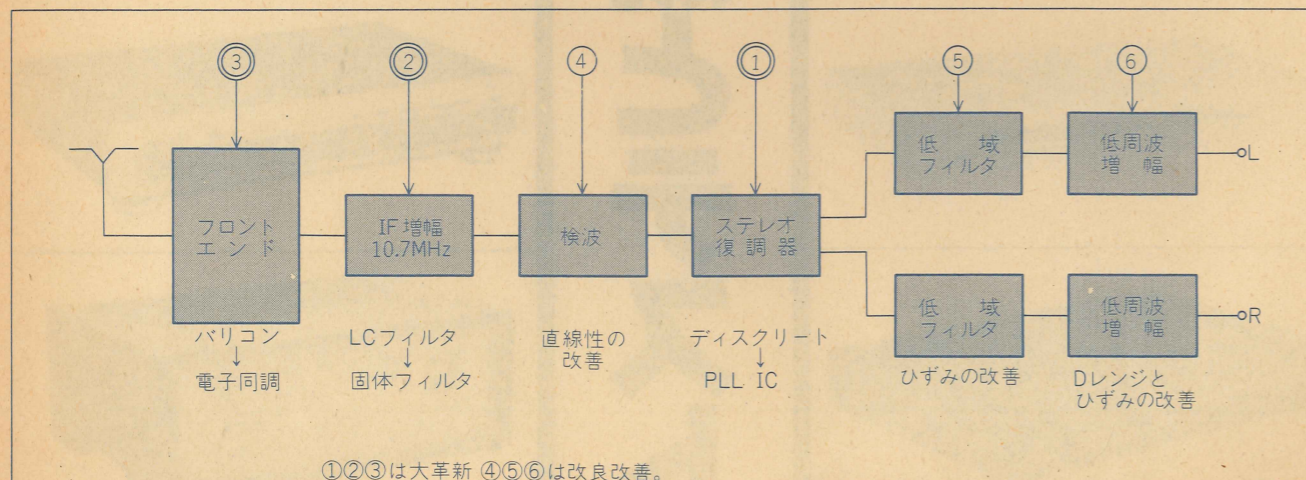 ③
②
④
①
⑤
⑥
フロント
エンド
IF増幅
10.7MHz
検波
ステレオ
復調器
低域
フィルタ
低周波
増幅
L
低域
フィルタ
低周波
増幅
R
バリコン
↓
電子同調
LCフィルタ
↓
固体フィルタ
直線性の
改善
ディスクリート
↓
PLL IC
ひずみの改善
Dレンジと
ひずみの改善
①②③は大革新 ④⑤⑥は改良改善。